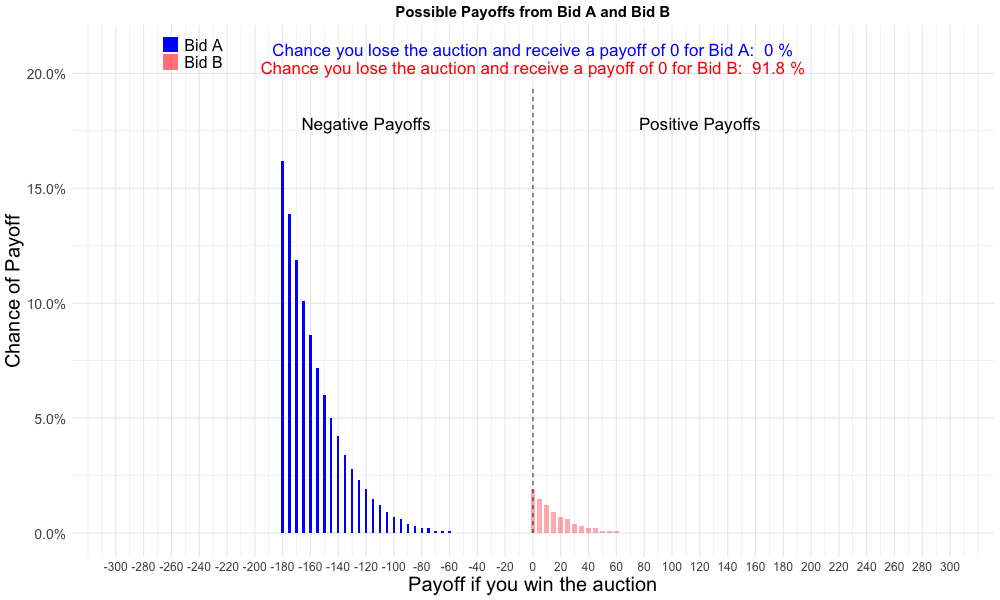 Possible Payoffs from Bid A and Bid B
Bid A
Bid B
Chance you lose the auction and receive a payoff of 0 for Bid A:  0 %
Chance you lose the auction and receive a payoff of 0 for Bid B:  91.8 %
Negative Payoffs
Positive Payoffs
Chance of Payoff
20.0%
15.0%
10.0%
5.0%
0.0%
-300 -280 -260 -240 -220 -200 -180 -160 -140 -120 -100 -80 -60 -40 -20 0 20 40 60 80 100 120 140 160 180 200 220 240 260 280 300
Payoff if you win the auction